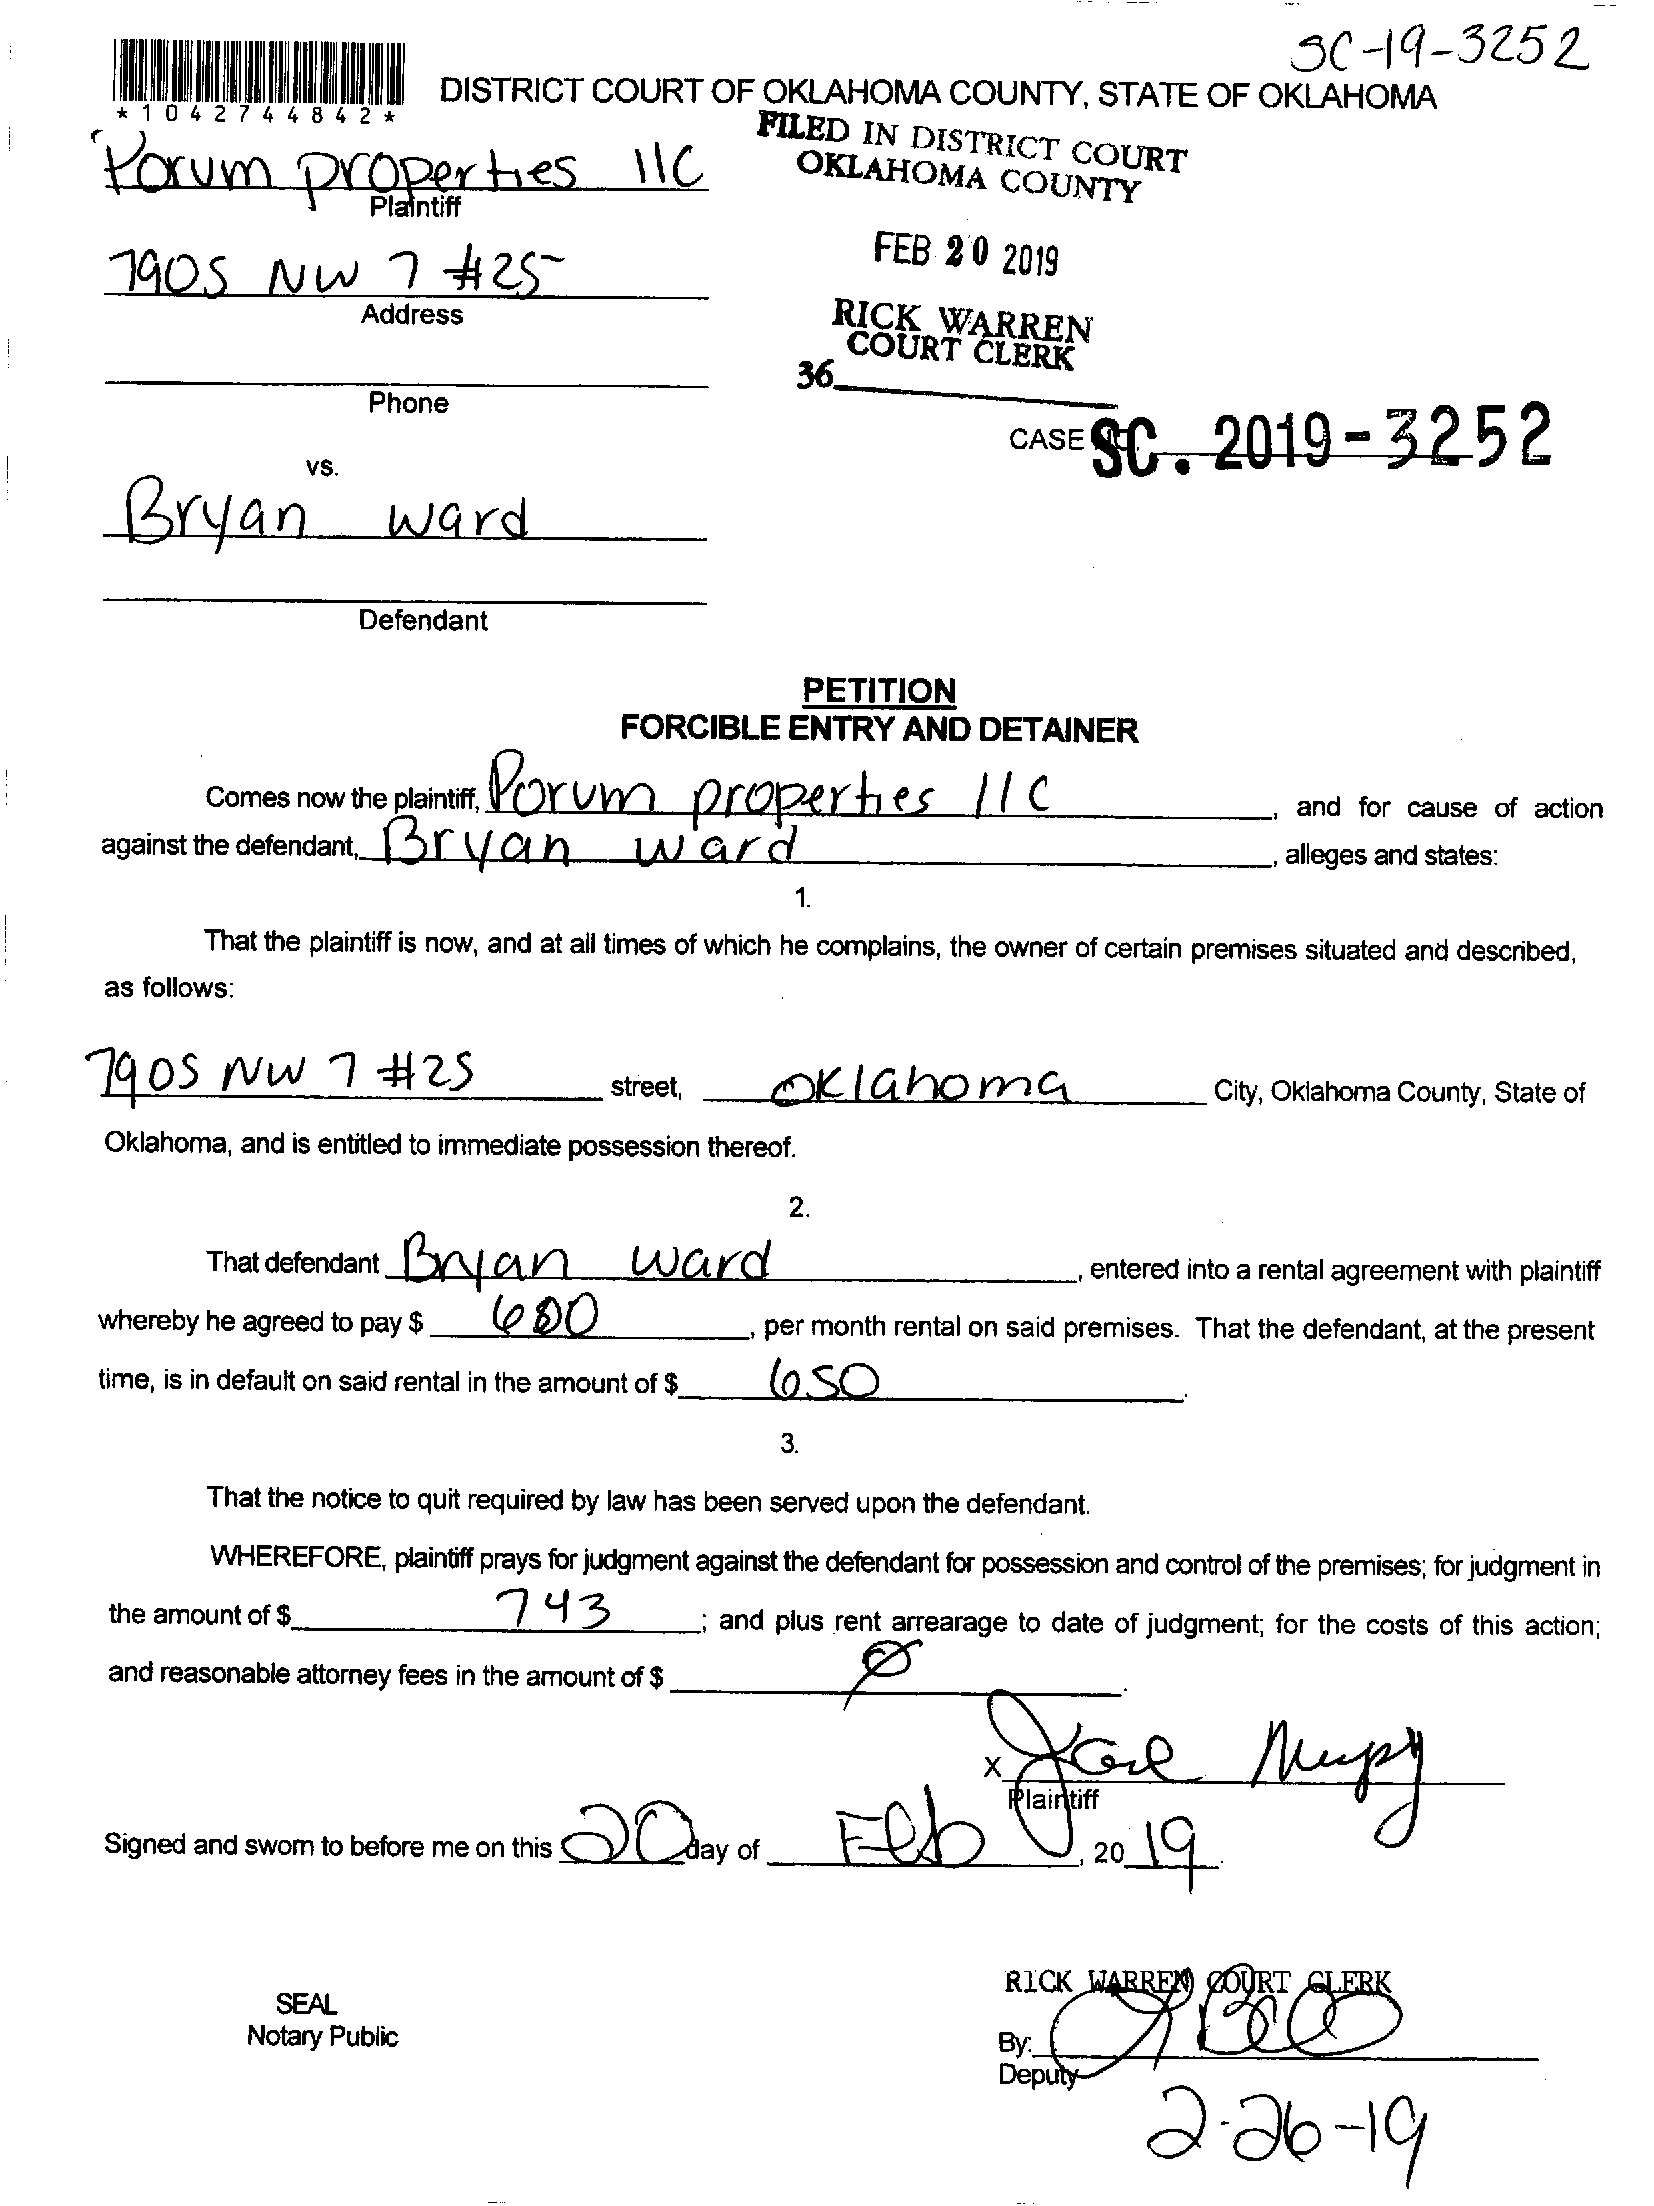 SC-19-3252
*1042744842*
DISTRICT COURT OF OKLAHOMA COUNTY, STATE OF OKLAHOMA
FILED IN DISTRICT COURT
OKLAHOMA COUNTY
Porum properties llC
Plaintiff
FEB 20 2019
7905 NW 7 #25
Address
RICK WARREN
COURT CLERK
36
Phone
CASE SC. 2019-3252
vs.
Bryan ward
Defendant
PETITION
FORCIBLE ENTRY AND DETAINER
Comes now the plaintiff, Porum properties llC, and for cause of action
against the defendant, Bryan ward, alleges and states:
1.
That the plaintiff is now, and at all times of which he complains, the owner of certain premises situated and described,
as follows:
7905 NW 7 #25 street, Oklahoma City, Oklahoma County, State of
Oklahoma, and is entitled to immediate possession thereof.
2.
That defendant Bryan ward, entered into a rental agreement with plaintiff
whereby he agreed to pay $ 600, per month rental on said premises. That the defendant, at the present
time, is in default on said rental in the amount of $ 650.
3.
That the notice to quit required by law has been served upon the defendant.
WHEREFORE, plaintiff prays for judgment against the defendant for possession and control of the premises; for judgment in
the amount of $ 743; and plus rent arrearage to date of judgment; for the costs of this action;
and reasonable attorney fees in the amount of $ Ø.
X
Plaintiff
Signed and sworn to before me on this 20 day of Feb, 2019.
RICK WARREN COURT CLERK
SEAL
Notary Public
By:
Deputy
2-26-19